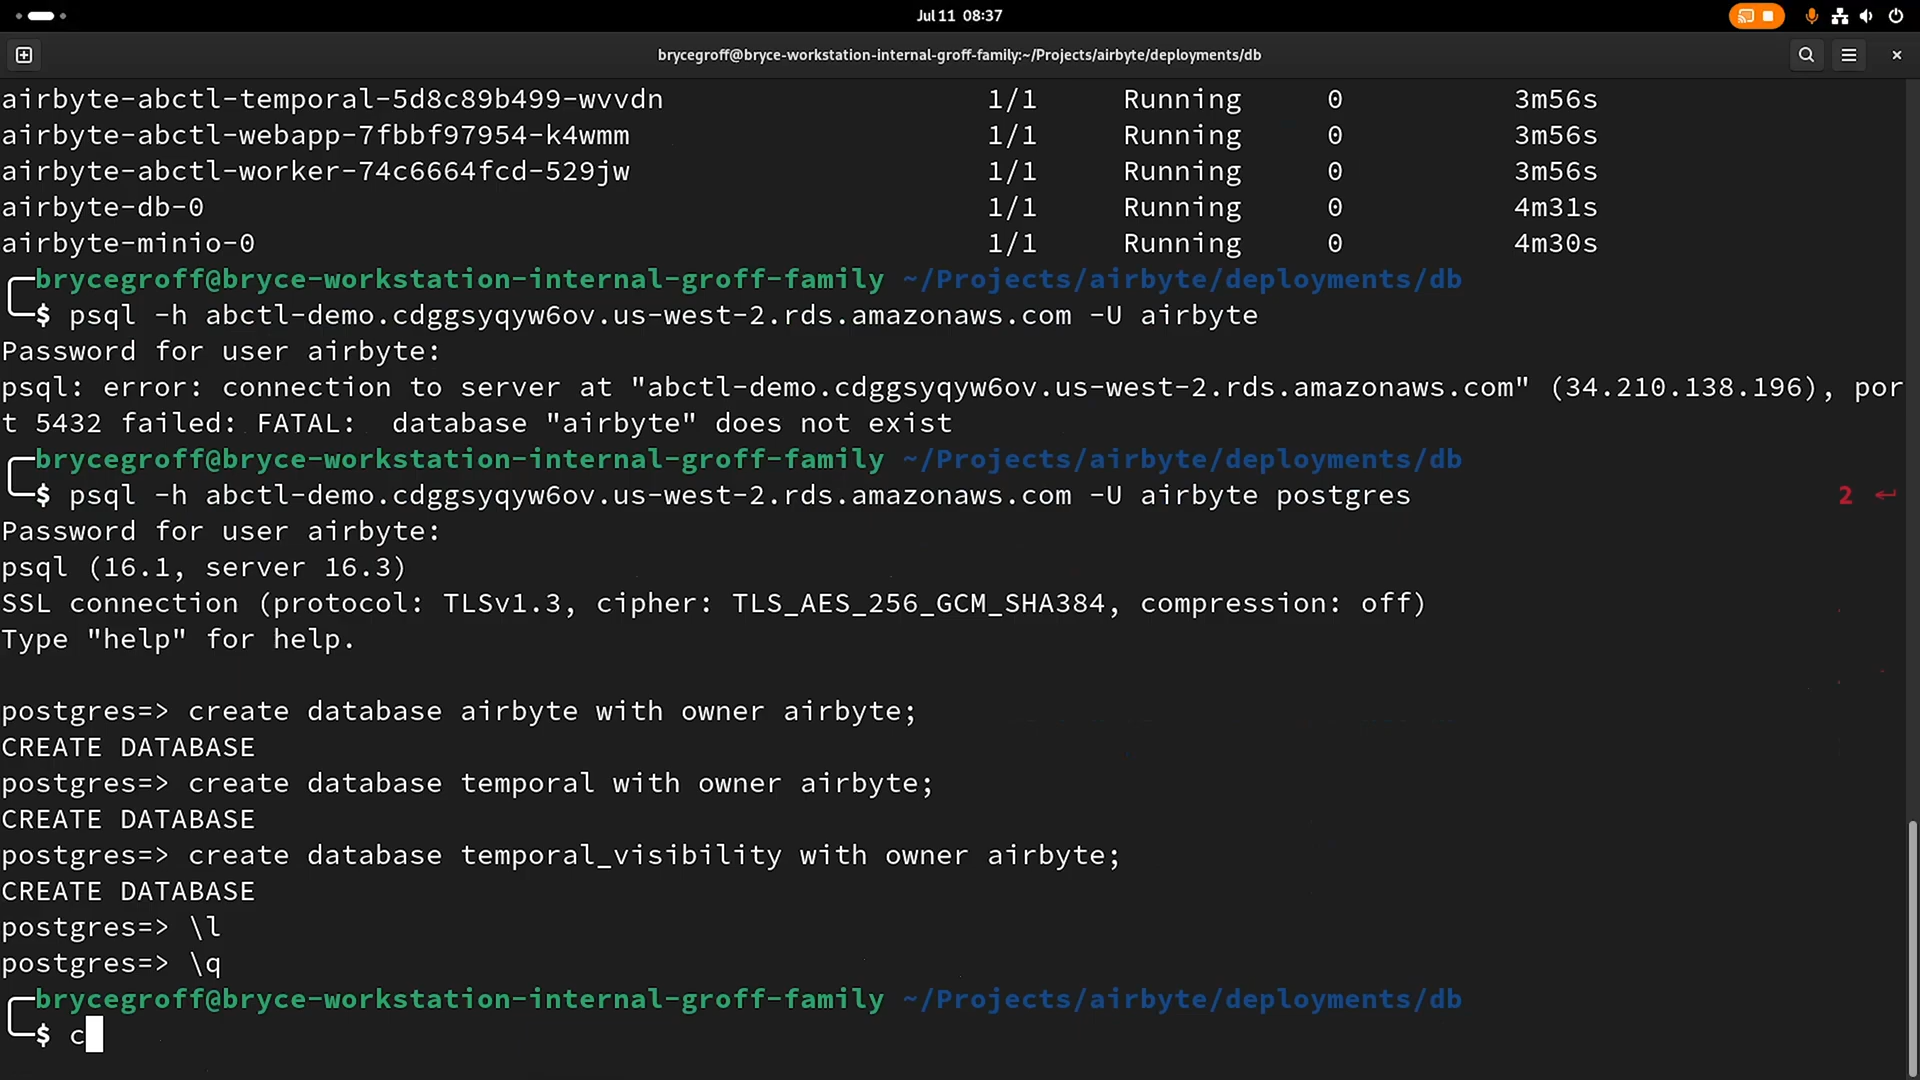 Jul 11 08:37
brycegroff@bryce-workstation-internal-groff-family:~/Projects/airbyte/deployments/db
airbyte-abctl-temporal-5d8c89b499-wvvdn 1/1 Running 0 3m56s
airbyte-abctl-webapp-7fbbf97954-k4wmm 1/1 Running 0 3m56s
airbyte-abctl-worker-74c6664fcd-529jw 1/1 Running 0 3m56s
airbyte-db-0 1/1 Running 0 4m31s
airbyte-minio-0 1/1 Running 0 4m30s
brycegroff@bryce-workstation-internal-groff-family ~/Projects/airbyte/deployments/db
$ psql -h abctl-demo.cdggsyqyw6ov.us-west-2.rds.amazonaws.com -U airbyte
Password for user airbyte:
psql: error: connection to server at "abctl-demo.cdggsyqyw6ov.us-west-2.rds.amazonaws.com" (34.210.138.196), por
t 5432 failed: FATAL:  database "airbyte" does not exist
brycegroff@bryce-workstation-internal-groff-family ~/Projects/airbyte/deployments/db
$ psql -h abctl-demo.cdggsyqyw6ov.us-west-2.rds.amazonaws.com -U airbyte postgres 2 ↵
Password for user airbyte:
psql (16.1, server 16.3)
SSL connection (protocol: TLSv1.3, cipher: TLS_AES_256_GCM_SHA384, compression: off)
Type "help" for help.
postgres=> create database airbyte with owner airbyte;
CREATE DATABASE
postgres=> create database temporal with owner airbyte;
CREATE DATABASE
postgres=> create database temporal_visibility with owner airbyte;
CREATE DATABASE
postgres=> \l
postgres=> \q
brycegroff@bryce-workstation-internal-groff-family ~/Projects/airbyte/deployments/db
$ c